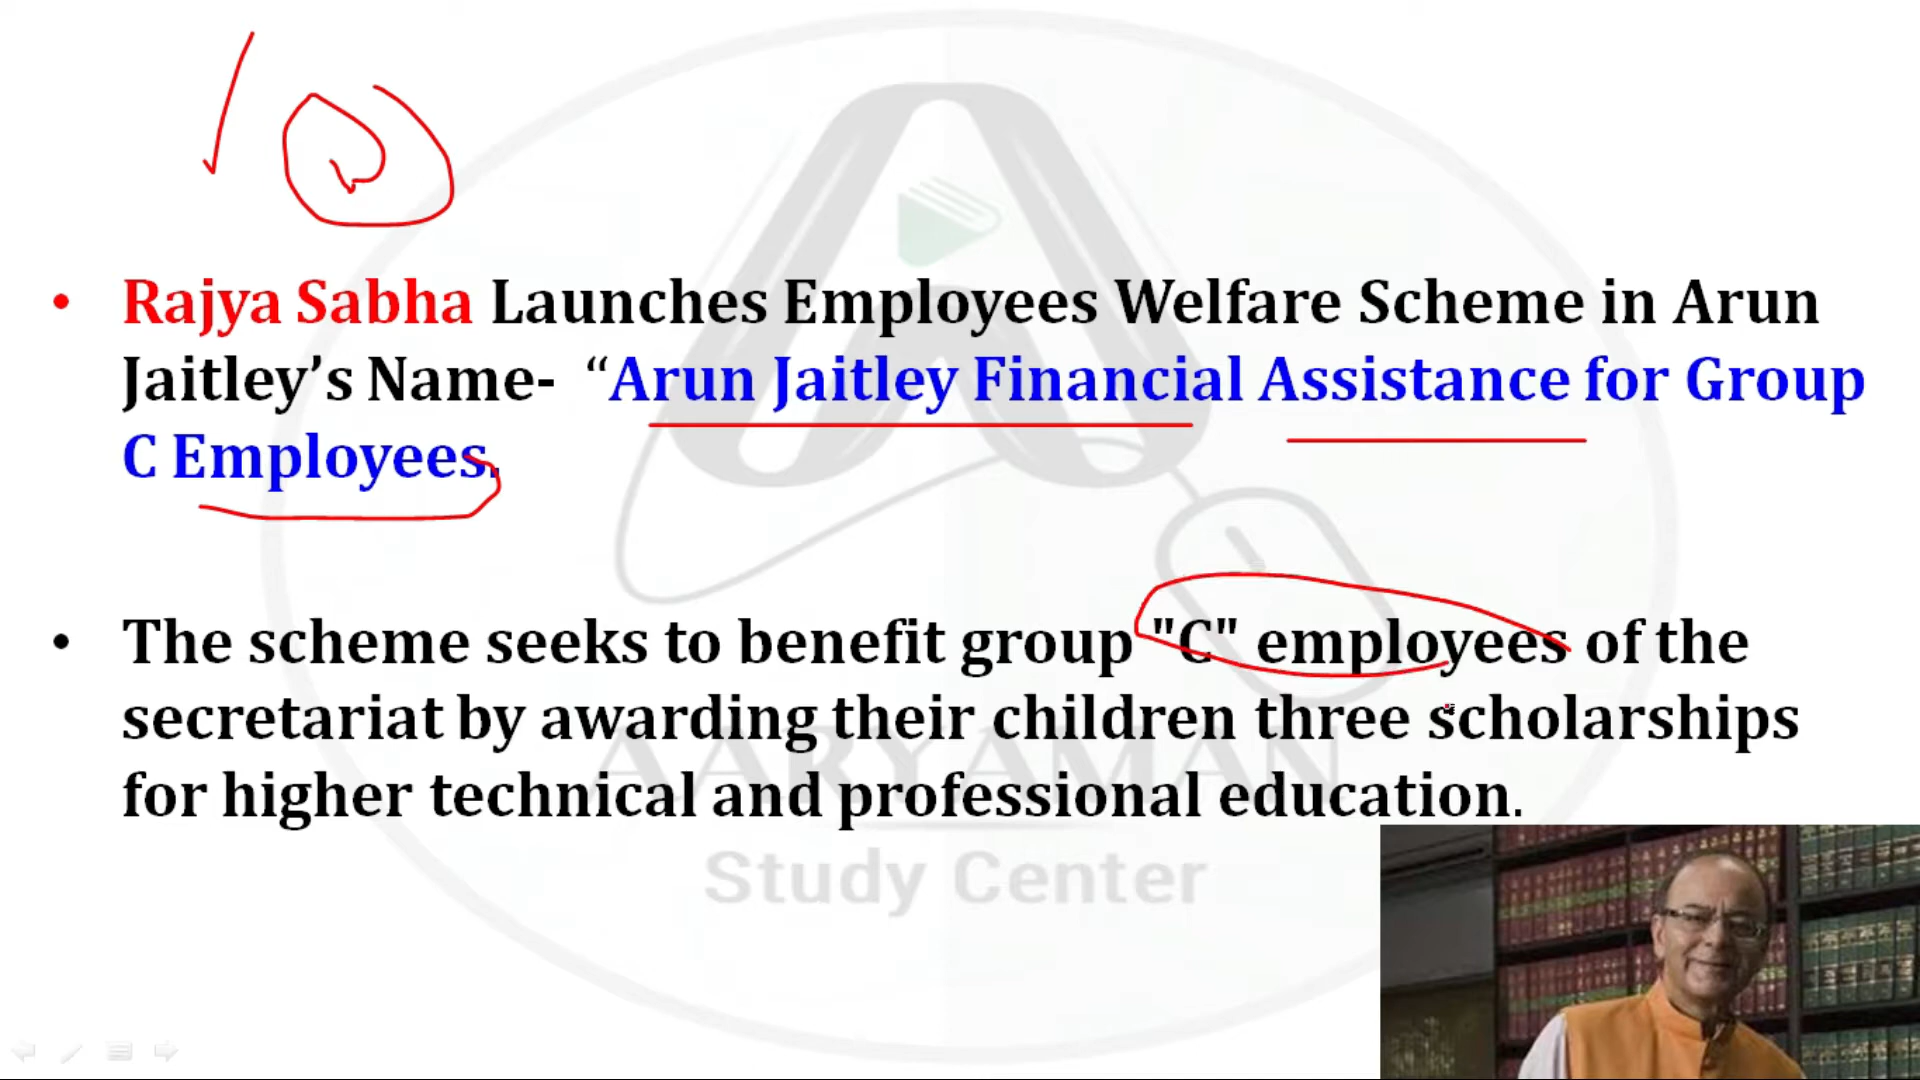 • Rajya Sabha Launches Employees Welfare Scheme in Arun
Jaitley’s Name- “Arun Jaitley Financial Assistance for Group
C Employees.
• The scheme seeks to benefit group "C" employees of the
secretariat by awarding their children three scholarships
for higher technical and professional education.
AARYAMAN
Study Center